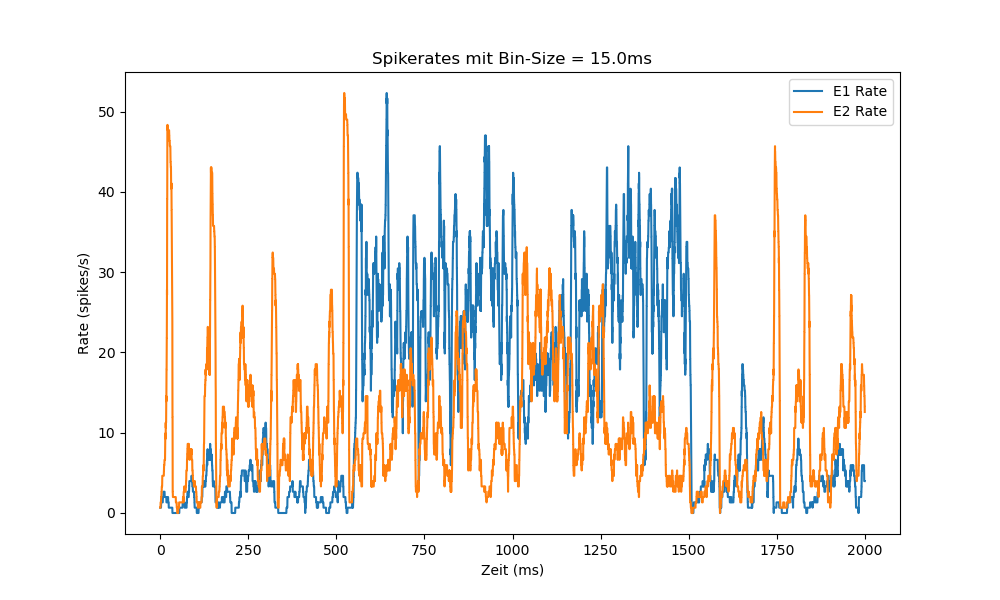 Spikerates mit Bin-Size = 15.0ms
E1 Rate
E2 Rate
Rate (spikes/s)
50
40
30
20
10
0
0 250 500 750 1000 1250 1500 1750 2000
Zeit (ms)